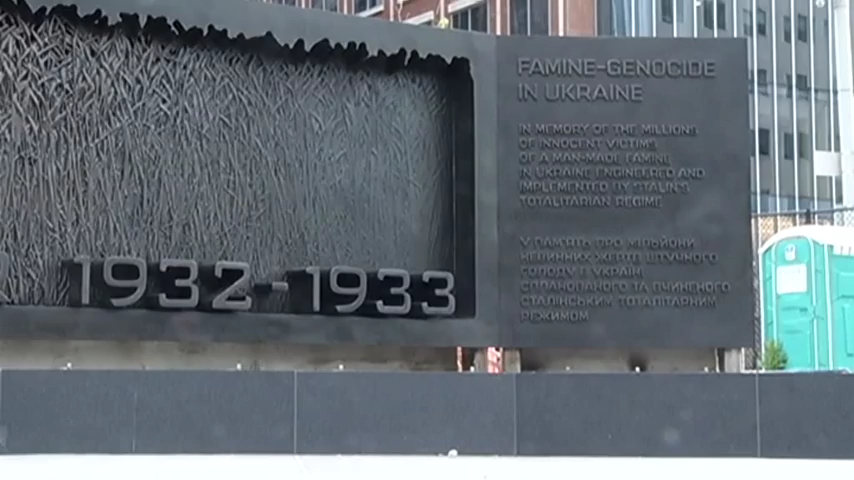 FAMINE-GENOCIDE
IN UKRAINE
IN MEMORY OF THE MILLIONS
OF INNOCENT VICTIMS
OF A MAN-MADE FAMINE
IN UKRAINE ENGINEERED AND
IMPLEMENTED BY STALIN'S
TOTALITARIAN REGIME
У ПАМ'ЯТЬ ПРО МІЛЬЙОНИ
НЕВИННИХ ЖЕРТВ ШТУЧНОГО
ГОЛОДУ В УКРАЇНІ
СПЛАНОВАНОГО ТА ВЧИНЕНОГО
СТАЛІНСЬКИМ ТОТАЛІТАРНИМ
РЕЖИМОМ
1932-1933